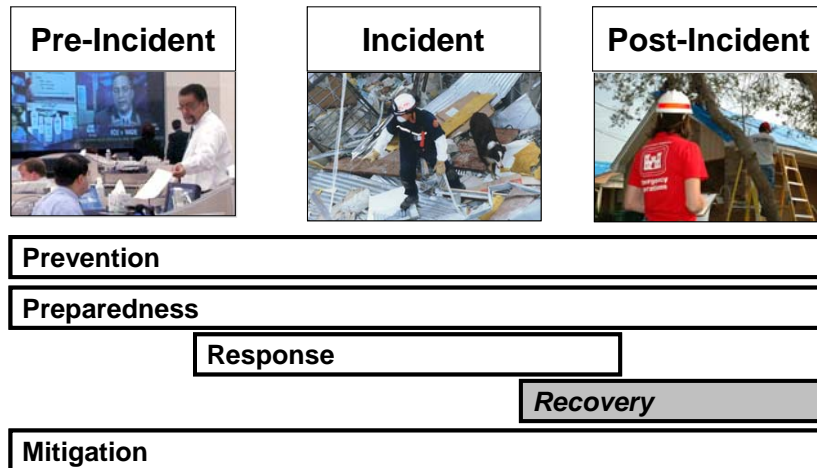 Pre-Incident
Incident
Post-Incident
Prevention
Preparedness
Response
Recovery
Mitigation